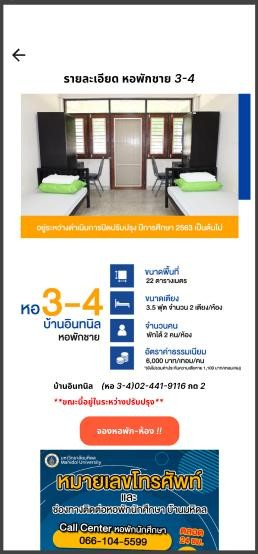 รายละเอียด หอพักชาย 3-4
อยู่ระหว่างดำเนินการปิดปรับปรุง ปีการศึกษา 2563 เป็นต้นไป
หอ 3-4
บ้านอินทนิล
หอพักชาย
ขนาดพื้นที่
22 ตารางเมตร
ขนาดเตียง
3.5 ฟุต จำนวน 2 เตียง/ห้อง
จำนวนคน
พักได้ 2 คน/ห้อง
อัตราค่าธรรมเนียม
6,000 บาท/เทอม/คน
บ้านอินทนิล (หอ 3-4)02-441-9116 กด 2
**ขณะนี้อยู่ในระหว่างปรับปรุง**
จองหอพัก-ห้อง !!
มหาวิทยาลัยมหิดล
Mahidol University
หมายเลขโทรศัพท์
และ
ช่องทางติดต่อหอพักนักศึกษา บ้านมหิดล
Call Center หอพักนักศึกษา
066-104-5599
ตลอด
24 ชม.